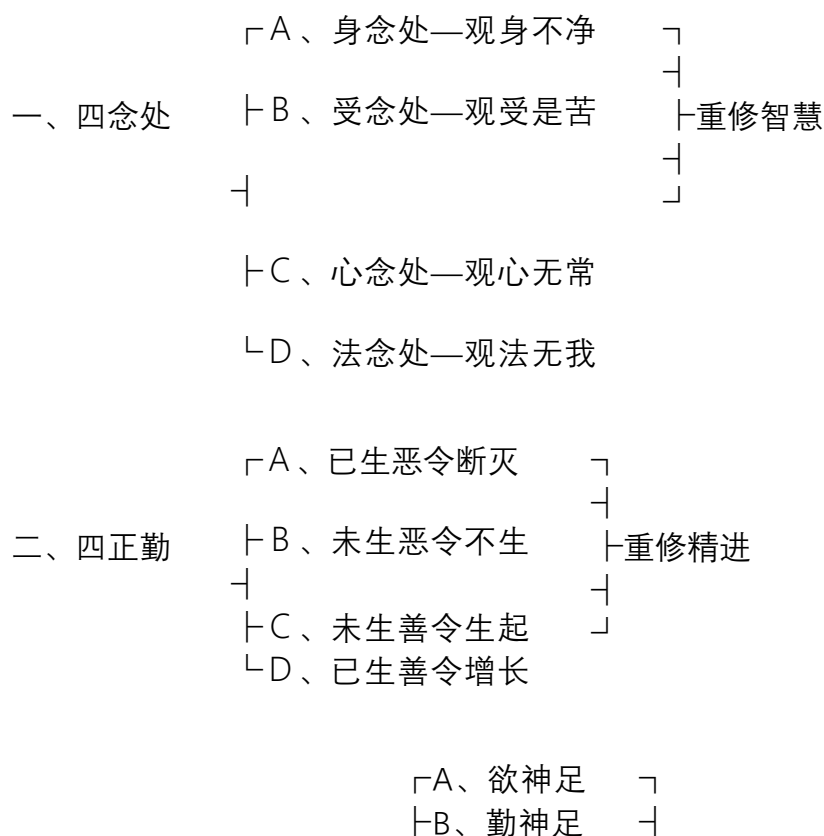 A、身念处—观身不净
一、四念处 B、受念处—观受是苦 重修智慧
C、心念处—观心无常
D、法念处—观法无我
A、已生恶令断灭
二、四正勤 B、未生恶令不生 重修精进
C、未生善令生起
D、已生善令增长
A、欲神足
B、勤神足